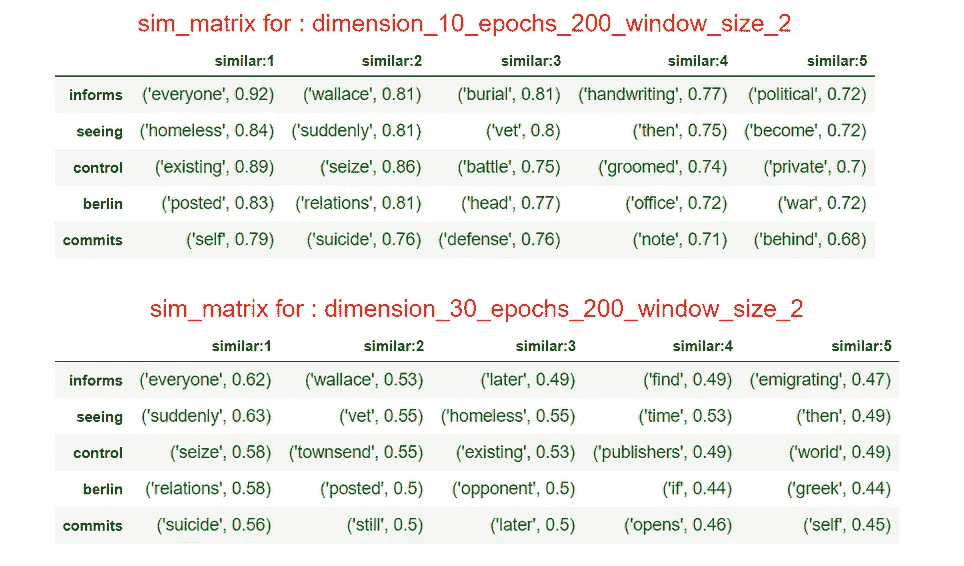 sim_matrix for : dimension_10_epochs_200_window_size_2
similar:1 similar:2 similar:3 similar:4 similar:5
informs ('everyone', 0.92) ('wallace', 0.81) ('burial', 0.81) ('handwriting', 0.77) ('political', 0.72)
seeing ('homeless', 0.84) ('suddenly', 0.81) ('vet', 0.8) ('then', 0.75) ('become', 0.72)
control ('existing', 0.89) ('seize', 0.86) ('battle', 0.75) ('groomed', 0.74) ('private', 0.7)
berlin ('posted', 0.83) ('relations', 0.81) ('head', 0.77) ('office', 0.72) ('war', 0.72)
commits ('self', 0.79) ('suicide', 0.76) ('defense', 0.76) ('note', 0.71) ('behind', 0.68)
sim_matrix for : dimension_30_epochs_200_window_size_2
similar:1 similar:2 similar:3 similar:4 similar:5
informs ('everyone', 0.62) ('wallace', 0.53) ('later', 0.49) ('find', 0.49) ('emigrating', 0.47)
seeing ('suddenly', 0.63) ('vet', 0.55) ('homeless', 0.55) ('time', 0.53) ('then', 0.49)
control ('seize', 0.58) ('townsend', 0.55) ('existing', 0.53) ('publishers', 0.49) ('world', 0.49)
berlin ('relations', 0.58) ('posted', 0.5) ('opponent', 0.5) ('if', 0.44) ('greek', 0.44)
commits ('suicide', 0.56) ('still', 0.5) ('later', 0.5) ('opens', 0.46) ('self', 0.45)